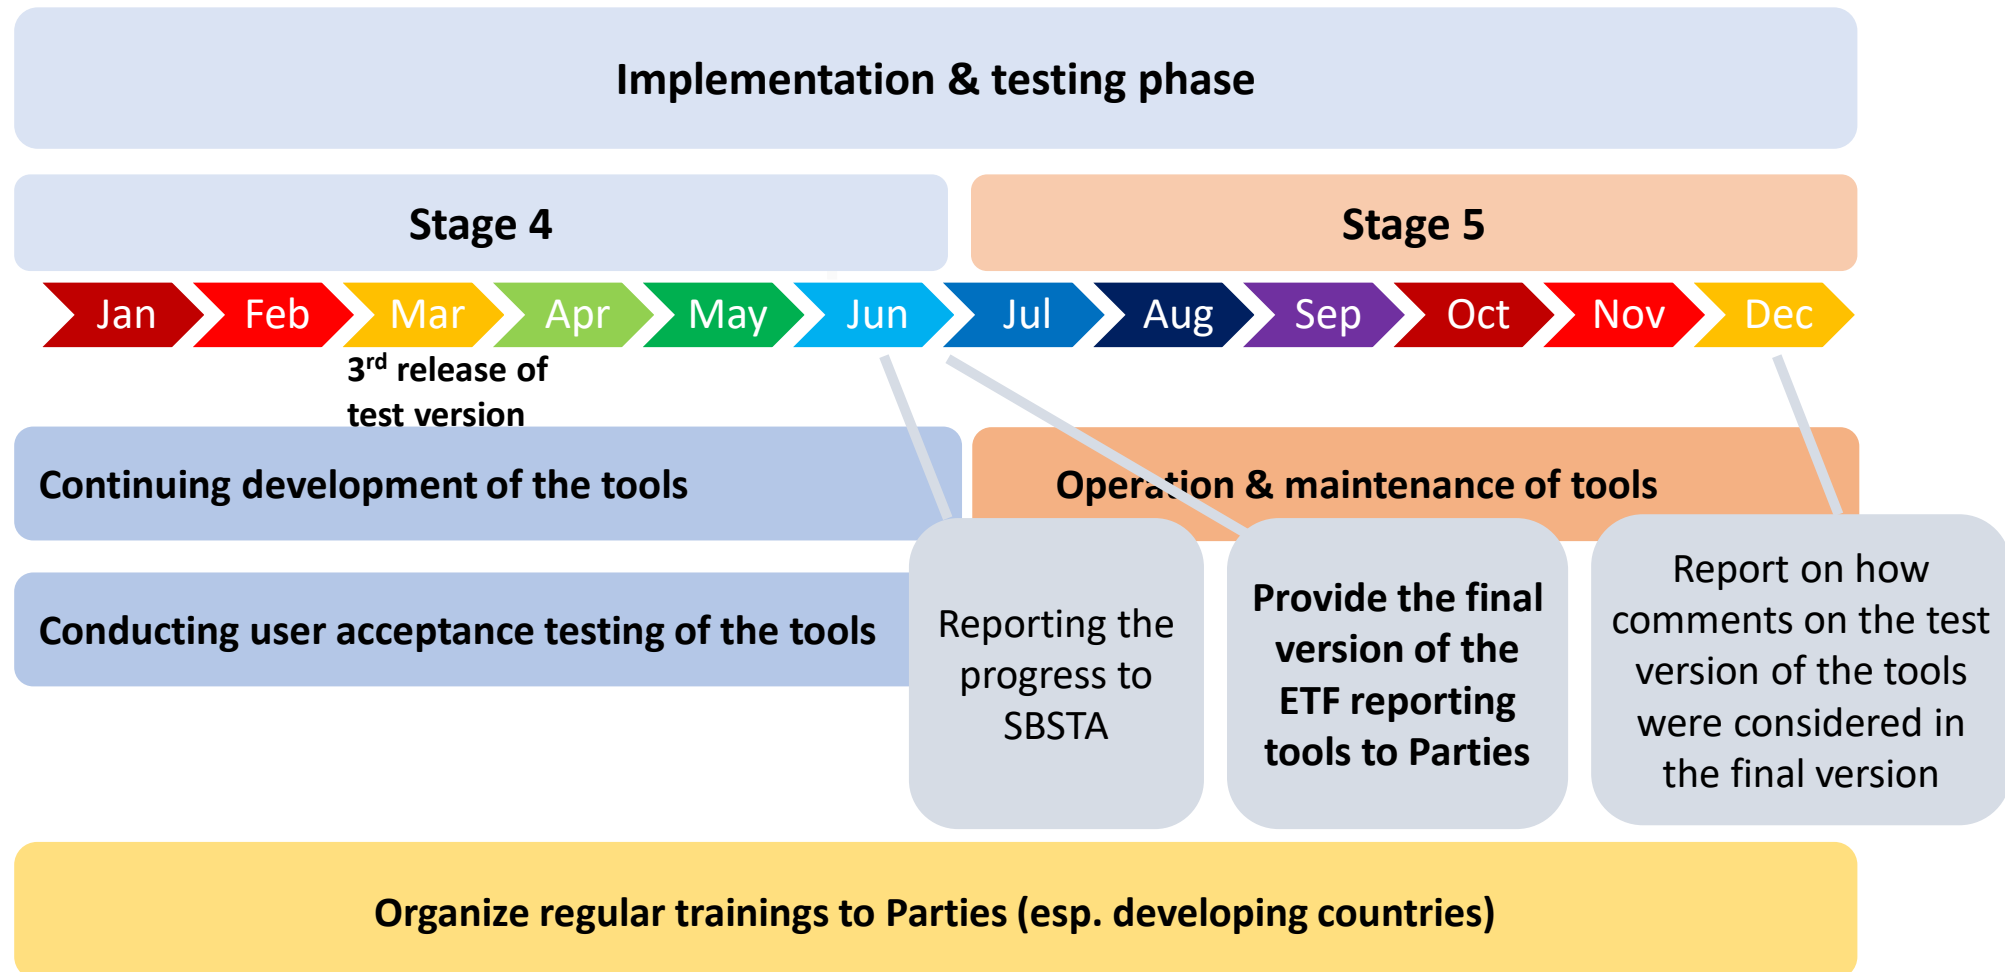 Implementation & testing phase
Stage 4
Stage 5
Jan
Feb
Mar
Apr
May
Jun
Jul
Aug
Sep
Oct
Nov
Dec
3rd release of
test version
Continuing development of the tools
Operation & maintenance of tools
Conducting user acceptance testing of the tools
Reporting the
progress to
SBSTA
Provide the final
version of the
ETF reporting
tools to Parties
Report on how
comments on the test
version of the tools
were considered in
the final version
Organize regular trainings to Parties (esp. developing countries)